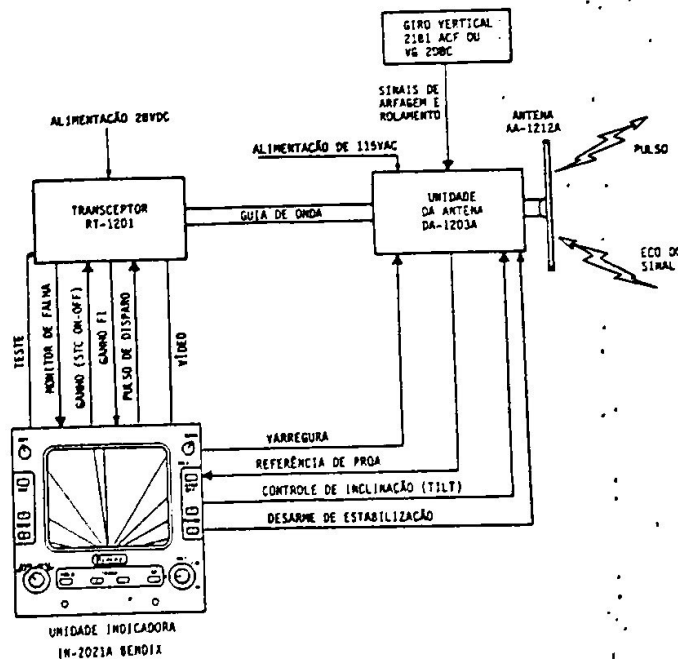 GIRO VERTICAL
2181 ACF OU
VG 208C
SINAIS DE
ARFAGEM E
ROLAMENTO
ANTENA
AA-1212A
ALIMENTAÇÃO 28VDC
ALIMENTAÇÃO DE 115VAC
PULSO
TRANSCEPTOR
RT-1201
GUIA DE ONDA
UNIDADE
DA ANTENA
DA-1203A
ECO DO
SINAL
TESTE
MONITOR DE FALHA
GANHO (STC ON-OFF)
GANHO FI
PULSO DE DISPARO
VÍDEO
VARREGURA
REFERÊNCIA DE PROA
CONTROLE DE INCLINAÇÃO (TILT)
DESARME DE ESTABILIZAÇÃO
UNIDADE INDICADORA
IN-2021A BENDIX